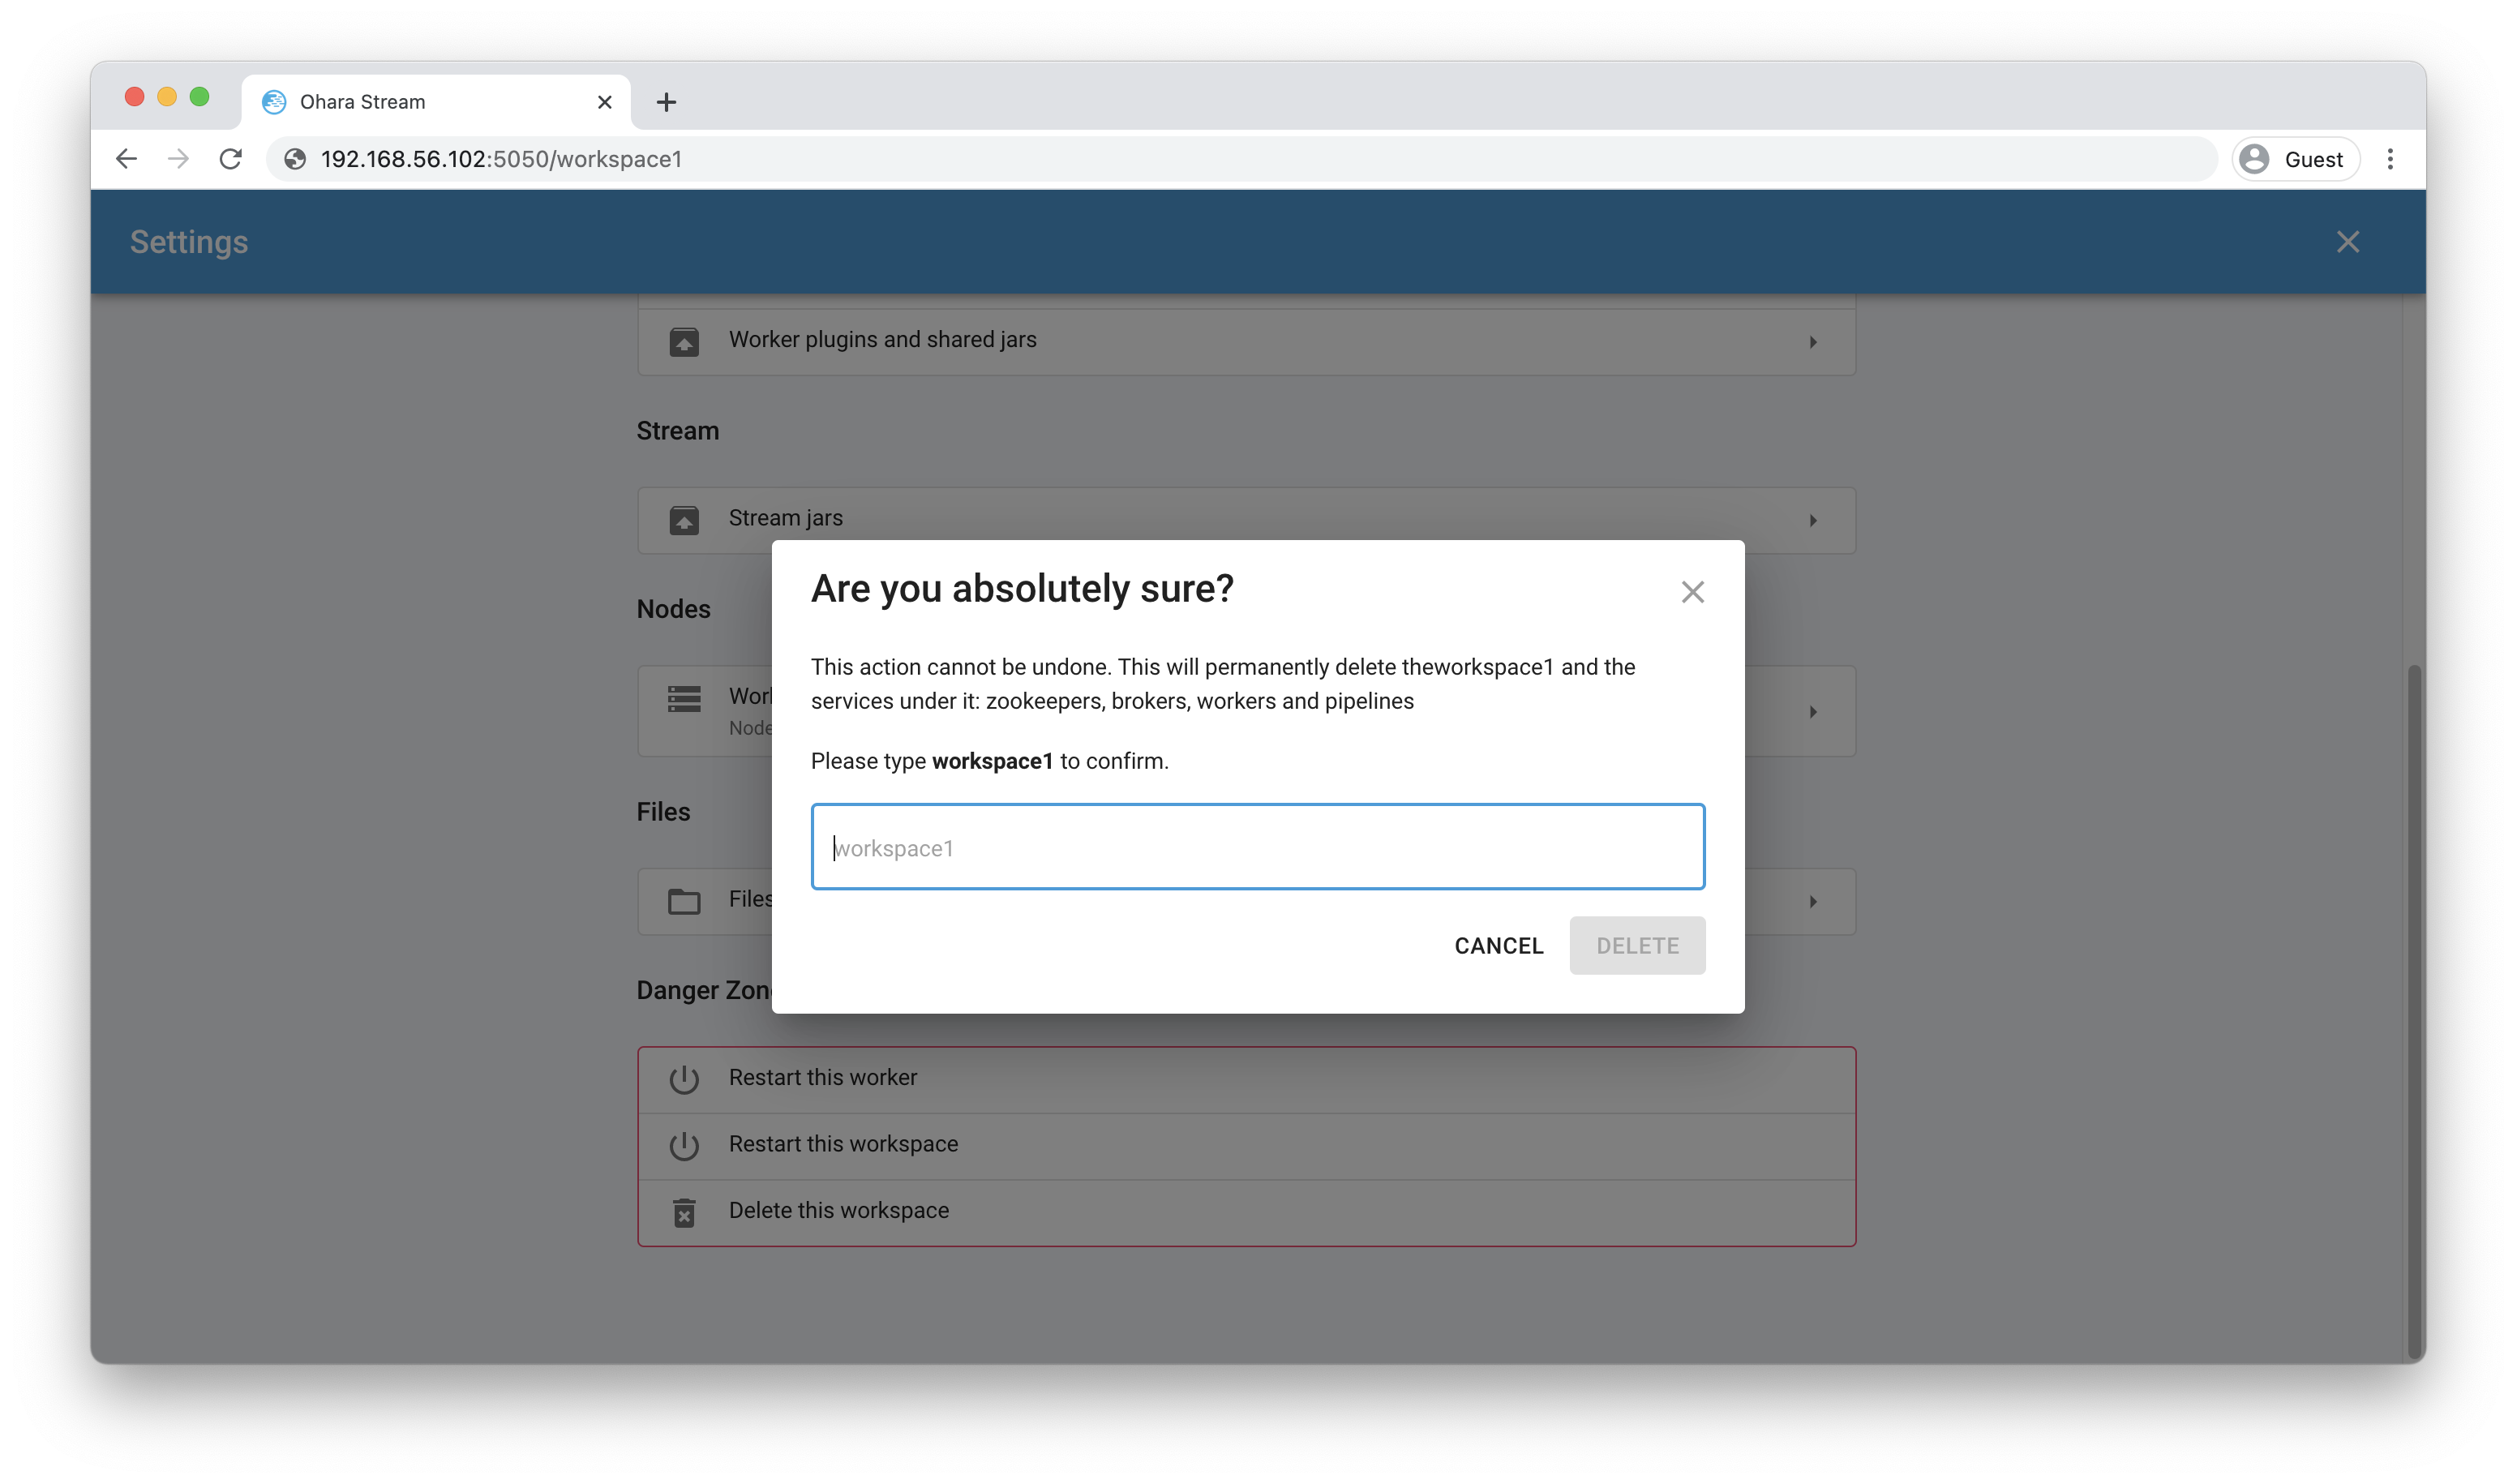 Ohara Stream
192.168.56.102:5050/workspace1
Guest
Settings
Worker plugins and shared jars
Stream
Stream jars
Nodes
Files
Files
Danger
Are you absolutely sure?
This action cannot be undone. This will permanently delete theworkspace1 and the
services under it: zookeepers, brokers, workers and pipelines
Please type workspace1 to confirm.
workspace1
CANCEL
DELETE
Restart this worker
Restart this workspace
Delete this workspace